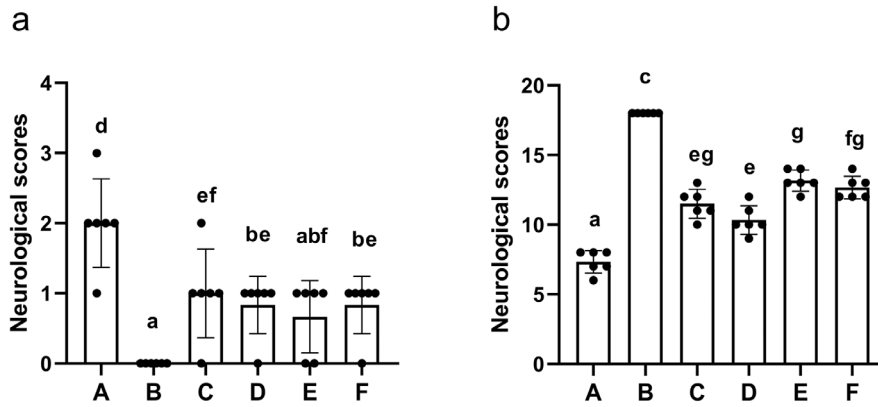 a
Neurological scores
4
3
2
1
0
d
a
ef
be
abf
be
A B C D E F
b
Neurological scores
20
15
10
5
0
a
c
eg
e
g
fg
A B C D E F